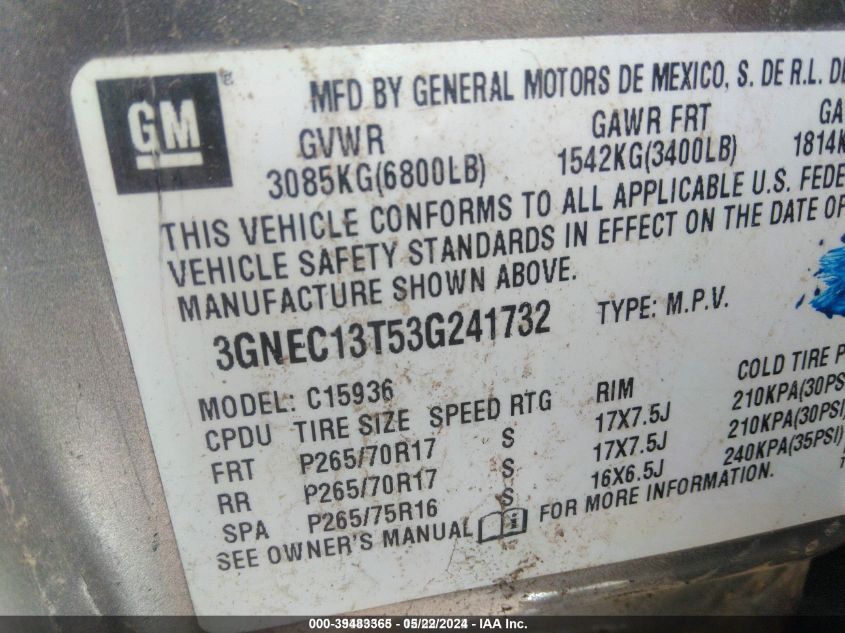 GM
MFD BY GENERAL MOTORS DE MEXICO, S. DE R.L. DE
GVWR GAWR FRT GA
3085KG(6800LB) 1542KG(3400LB) 1814K
THIS VEHICLE CONFORMS TO ALL APPLICABLE U.S. FEDE
VEHICLE SAFETY STANDARDS IN EFFECT ON THE DATE OF
MANUFACTURE SHOWN ABOVE.
3GNEC13T53G241732 TYPE: M.P.V.
MODEL: C15936
CPDU TIRE SIZE SPEED RTG RIM COLD TIRE P
FRT P265/70R17 S 17X7.5J 210KPA(30PSI
RR P265/70R17 S 17X7.5J 210KPA(30PSI)
SPA P265/75R16 S 16X6.5J 240KPA(35PSI)
SEE OWNER'S MANUAL FOR MORE INFORMATION.
000-39483365 - 05/22/2024 - IAA Inc.